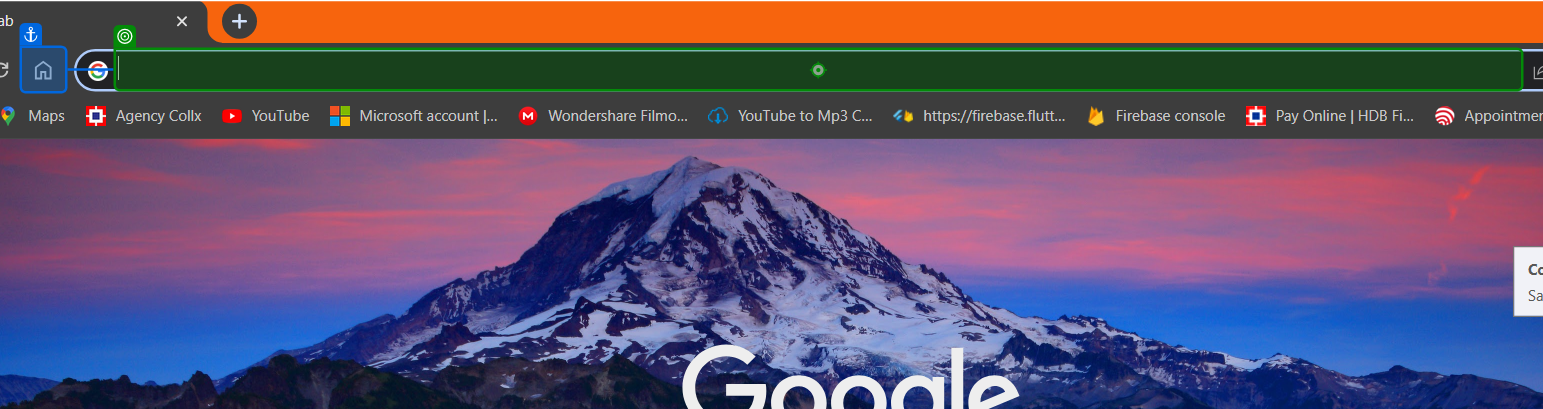 ab
Maps Agency Collx YouTube Microsoft account |... Wondershare Filmo... YouTube to Mp3 C... https://firebase.flutt... Firebase console Pay Online | HDB Fi... Appointmen
Co
Sa
Google